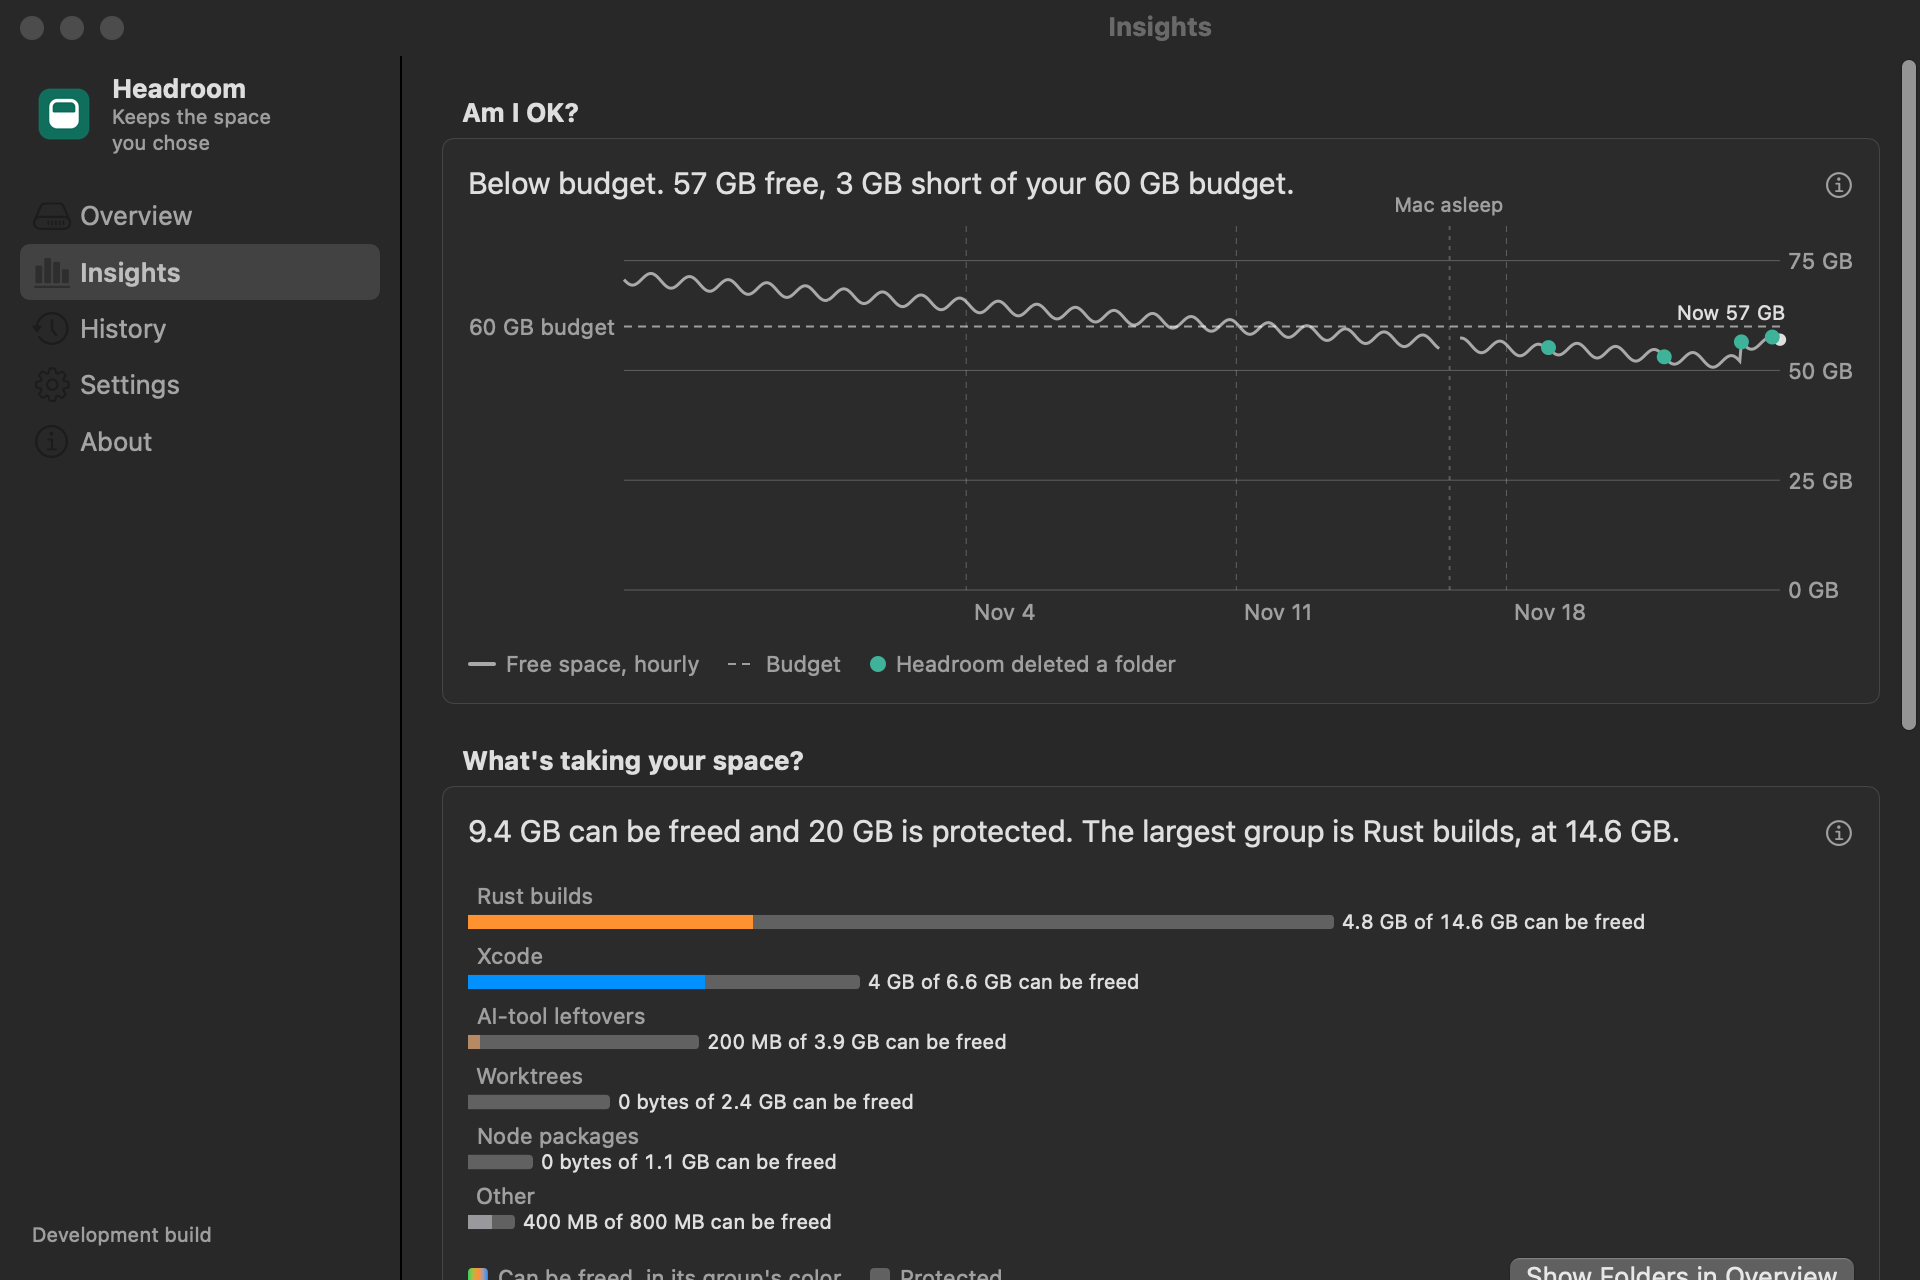 Insights
Headroom
Keeps the space
you chose
Overview
Insights
History
Settings
About
Development build
Am I OK?
Below budget. 57 GB free, 3 GB short of your 60 GB budget.
Mac asleep
75 GB
Now 57 GB
60 GB budget
50 GB
25 GB
0 GB
Nov 4
Nov 11
Nov 18
Free space, hourly
Budget
Headroom deleted a folder
What's taking your space?
9.4 GB can be freed and 20 GB is protected. The largest group is Rust builds, at 14.6 GB.
Rust builds
4.8 GB of 14.6 GB can be freed
Xcode
4 GB of 6.6 GB can be freed
AI-tool leftovers
200 MB of 3.9 GB can be freed
Worktrees
0 bytes of 2.4 GB can be freed
Node packages
0 bytes of 1.1 GB can be freed
Other
400 MB of 800 MB can be freed
Can be freed, in its group's color
Protected
Show Folders in Overview